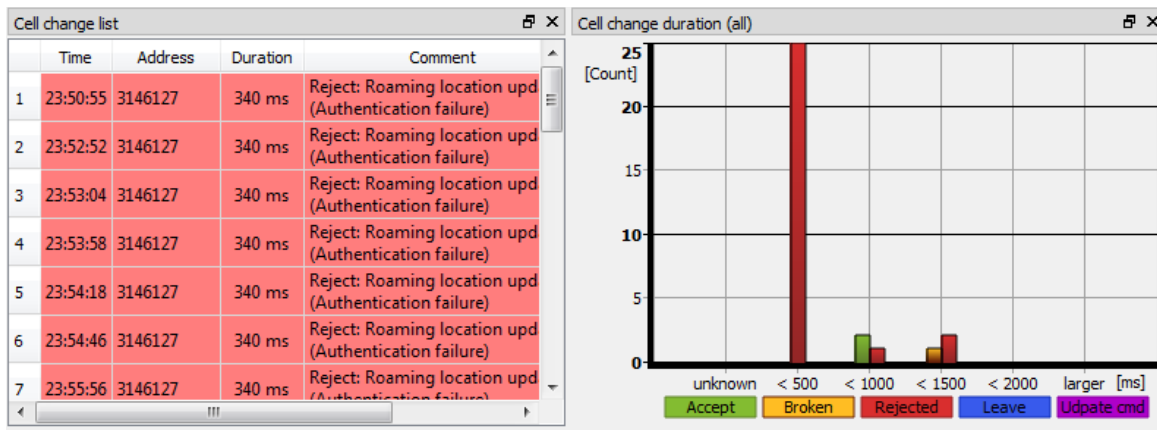 Cell change list
Time Address Duration Comment
1 23:50:55 3146127 340 ms Reject: Roaming location upd
(Authentication failure)
2 23:52:52 3146127 340 ms Reject: Roaming location upd
(Authentication failure)
3 23:53:04 3146127 340 ms Reject: Roaming location upd
(Authentication failure)
4 23:53:58 3146127 340 ms Reject: Roaming location upd
(Authentication failure)
5 23:54:18 3146127 340 ms Reject: Roaming location upd
(Authentication failure)
6 23:54:46 3146127 340 ms Reject: Roaming location upd
(Authentication failure)
7 23:55:56 3146127 340 ms Reject: Roaming location upd
(Authentication failure)
Cell change duration (all)
25
[Count]
20
15
10
5
0
unknown < 500 < 1000 < 1500 < 2000 larger [ms]
Accept Broken Rejected Leave Udpate cmd